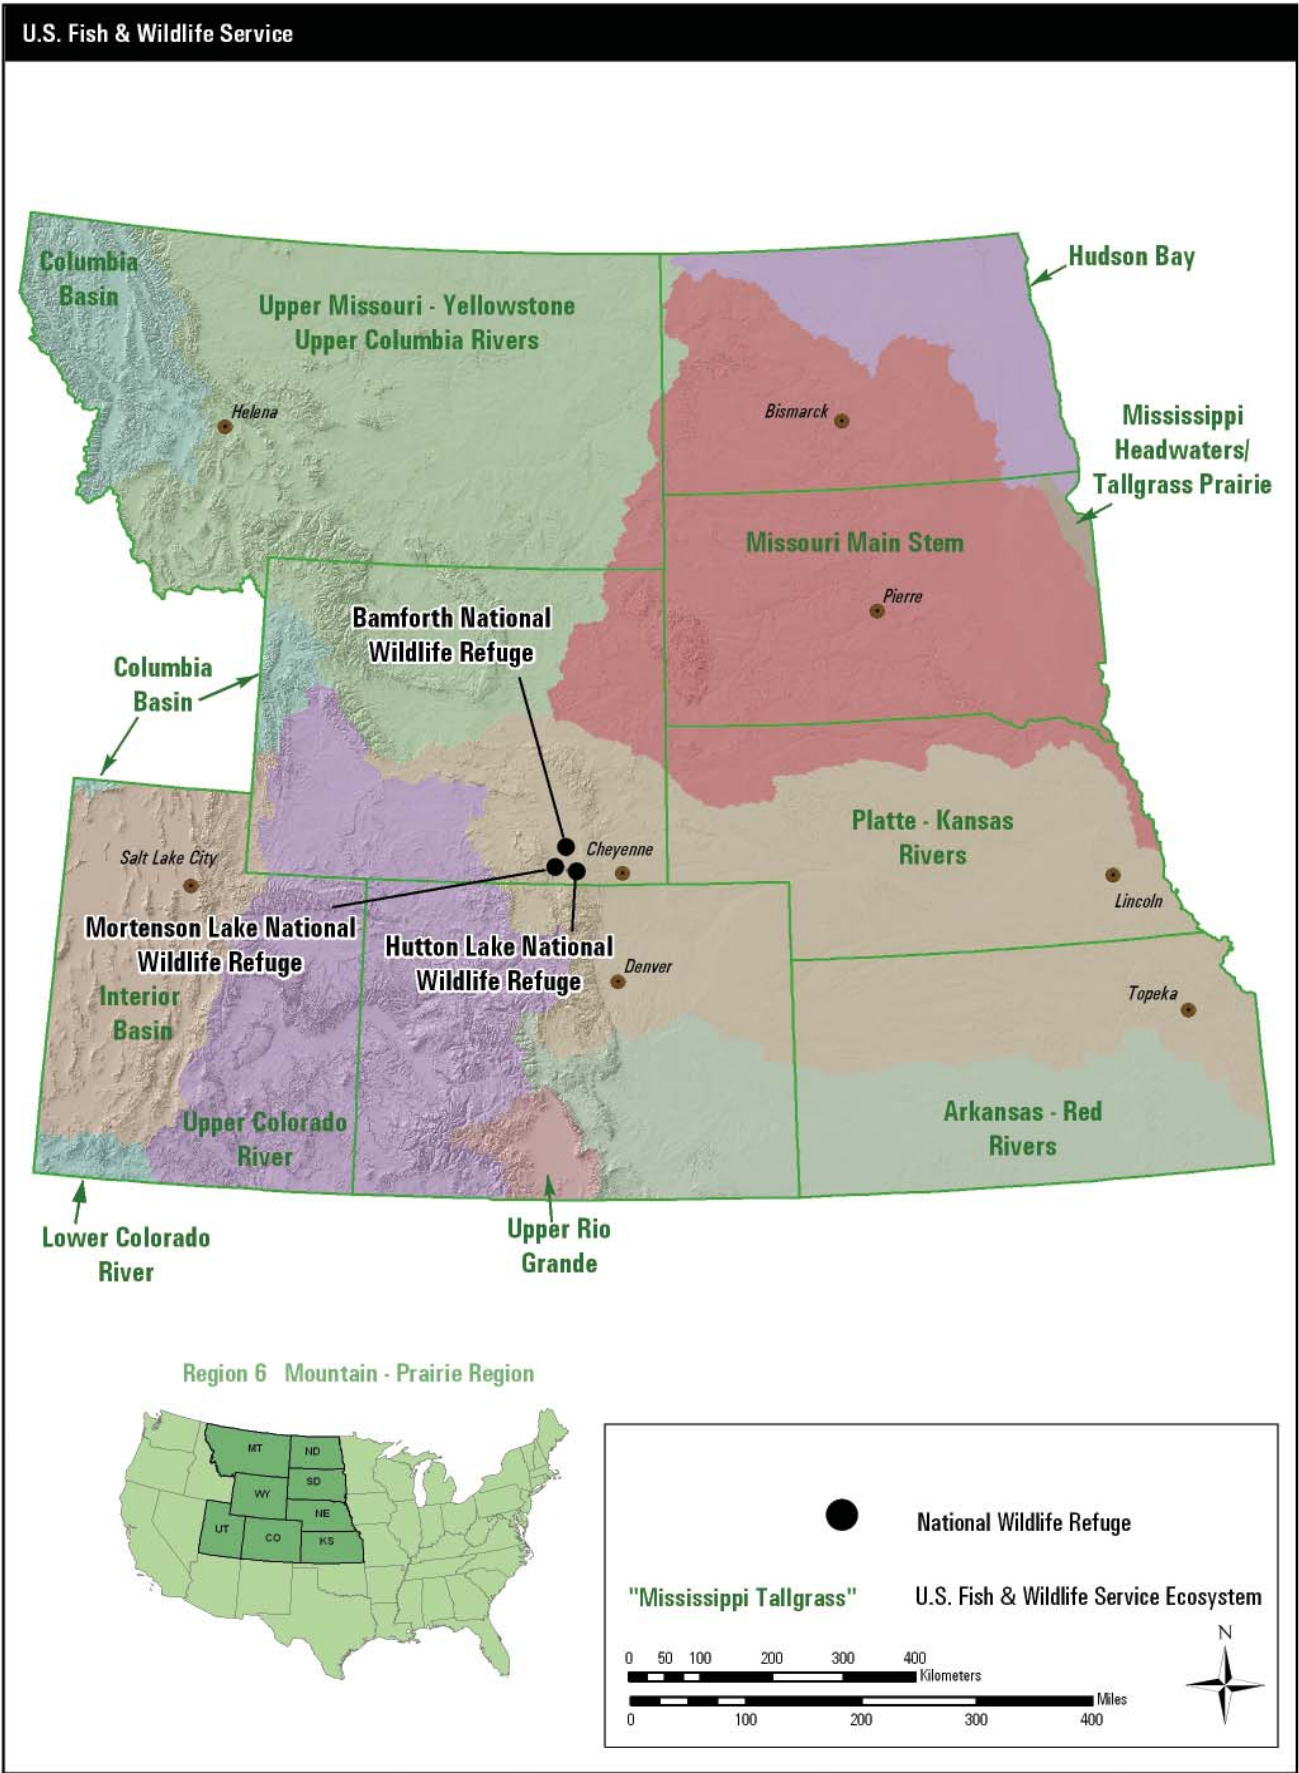 U.S. Fish & Wildlife Service
Columbia
Basin
Upper Missouri - Yellowstone
Upper Columbia Rivers
Hudson Bay
Helena
Bismarck
Mississippi
Headwaters/
Tallgrass Prairie
Missouri Main Stem
Pierre
Bamforth National
Wildlife Refuge
Columbia
Basin
Platte - Kansas
Rivers
Cheyenne
Salt Lake City
Lincoln
Mortenson Lake National
Wildlife Refuge
Hutton Lake National
Wildlife Refuge
Denver
Interior
Basin
Topeka
Upper Colorado
River
Arkansas - Red
Rivers
Lower Colorado
River
Upper Rio
Grande
Region 6 Mountain - Prairie Region
MT
ND
SD
WY
NE
UT
CO
KS
National Wildlife Refuge
"Mississippi Tallgrass"
U.S. Fish & Wildlife Service Ecosystem
N
0 50 100 200 300 400
Kilometers
Miles
0 100 200 300 400